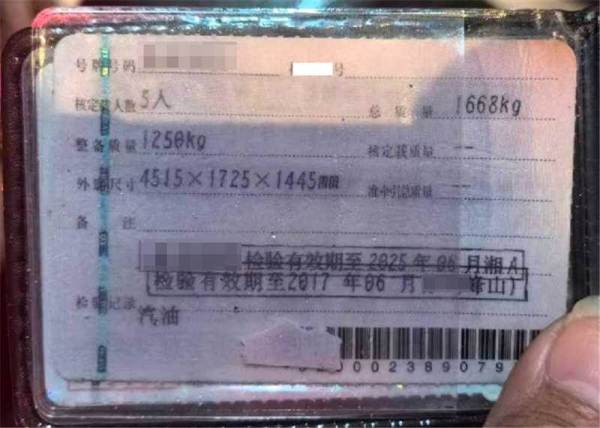 号牌号码 号
核定载人数 5人 总质量 1668kg
整备质量 1250kg 核定载质量 --
外廓尺寸 4515×1725×1445mm 准牵引总质量 --
备注
检验有效期至2025年06月湘A
检验有效期至2017年06月 山)
检验记录
汽油
0002389079